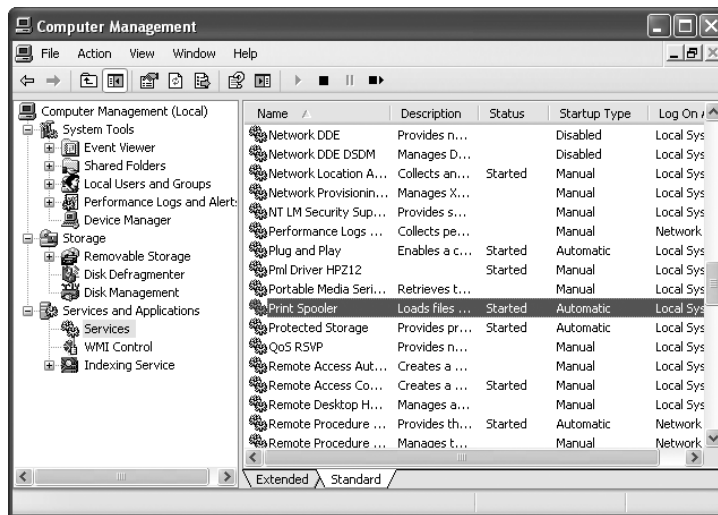 Computer Management
File Action View Window Help
Computer Management (Local)
System Tools
Event Viewer
Shared Folders
Local Users and Groups
Performance Logs and Alert
Device Manager
Storage
Removable Storage
Disk Defragmenter
Disk Management
Services and Applications
Services
WMI Control
Indexing Service
Name Description Status Startup Type Log On
Network DDE Provides n... Disabled Local Sys
Network DDE DSDM Manages D... Disabled Local Sys
Network Location A... Collects an... Started Manual Local Sys
Network Provisionin... Manages X... Manual Local Sys
NT LM Security Sup... Provides s... Manual Local Sys
Performance Logs ... Collects pe... Manual Network
Plug and Play Enables a c... Started Automatic Local Sys
Pml Driver HPZ12 Started Manual Local Sys
Portable Media Seri... Retrieves t... Manual Local Sys
Print Spooler Loads files ... Started Automatic Local Sys
Protected Storage Provides pr... Started Automatic Local Sys
QoS RSVP Provides n... Manual Local Sys
Remote Access Aut... Creates a ... Manual Local Sys
Remote Access Co... Creates a ... Started Manual Local Sys
Remote Desktop H... Manages a... Manual Local Sys
Remote Procedure ... Provides th... Started Automatic Network
Remote Procedure ... Manages t... Manual Network
Extended Standard